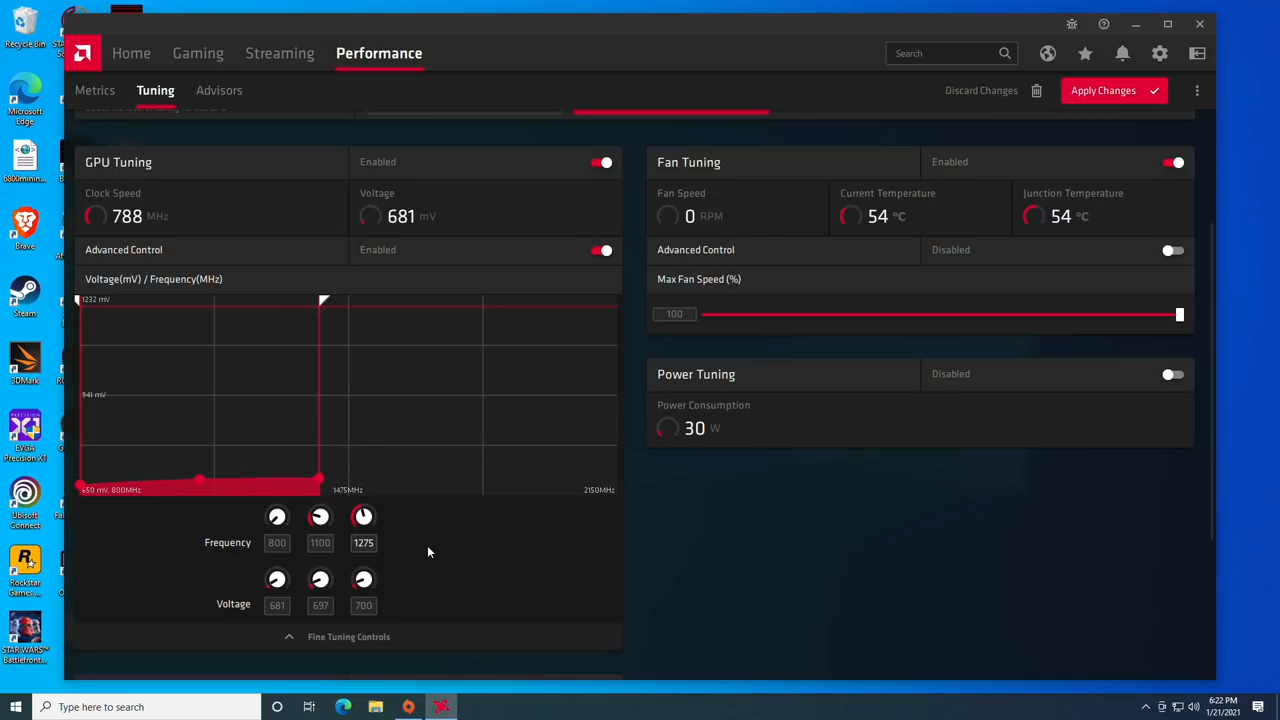 Recycle Bin
Microsoft
Edge
6800minin...
Brave
Steam
3DMark
EVGA
Precision X1
Ubisoft
Connect
Rockstar
Games ...
STAR WARS™
Battlefront...
Home
Gaming
Streaming
Performance
Search
Metrics
Tuning
Advisors
Discard Changes
Apply Changes
GPU Tuning
Enabled
Clock Speed
788 MHz
Voltage
681 mV
Advanced Control
Enabled
Voltage(mV) / Frequency(MHz)
1232 mV
941 mV
650 mV, 800MHz
1475MHz
2150MHz
Frequency
800
1100
1275
Voltage
681
697
700
Fine Tuning Controls
Fan Tuning
Enabled
Fan Speed
0 RPM
Current Temperature
54 °C
Junction Temperature
54 °C
Advanced Control
Disabled
Max Fan Speed (%)
100
Power Tuning
Disabled
Power Consumption
30 W
Type here to search
6:22 PM
1/21/2021